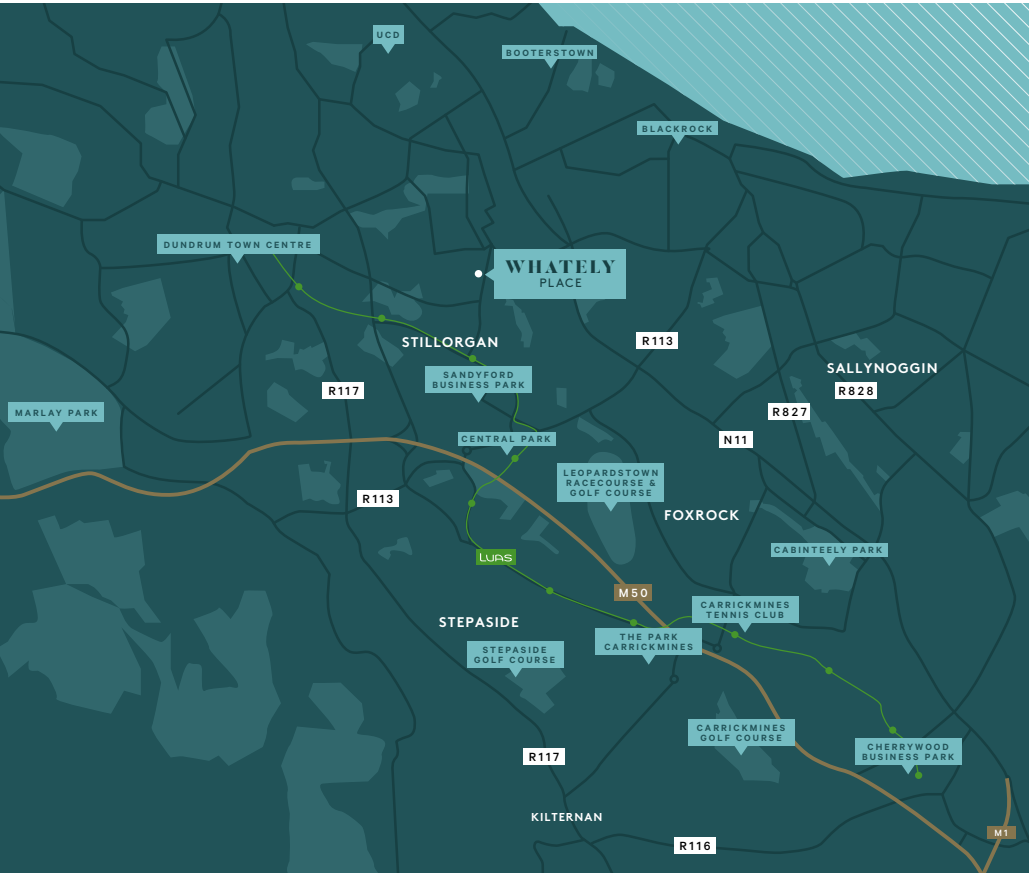 UCD
BOOTERSTOWN
BLACKROCK
DUNDRUM TOWN CENTRE
WHATELY
PLACE
STILLORGAN
R113
SANDYFORD
BUSINESS PARK
SALLYNOGGIN
R117
R828
MARLAY PARK
R827
CENTRAL PARK
N11
LEOPARDSTOWN
RACECOURSE &
GOLF COURSE
R113
FOXROCK
LUAS
CABINTEELY PARK
M50
CARRICKMINES
TENNIS CLUB
STEPASIDE
THE PARK
CARRICKMINES
STEPASIDE
GOLF COURSE
CARRICKMINES
GOLF COURSE
R117
CHERRYWOOD
BUSINESS PARK
KILTERNAN
M1
R116